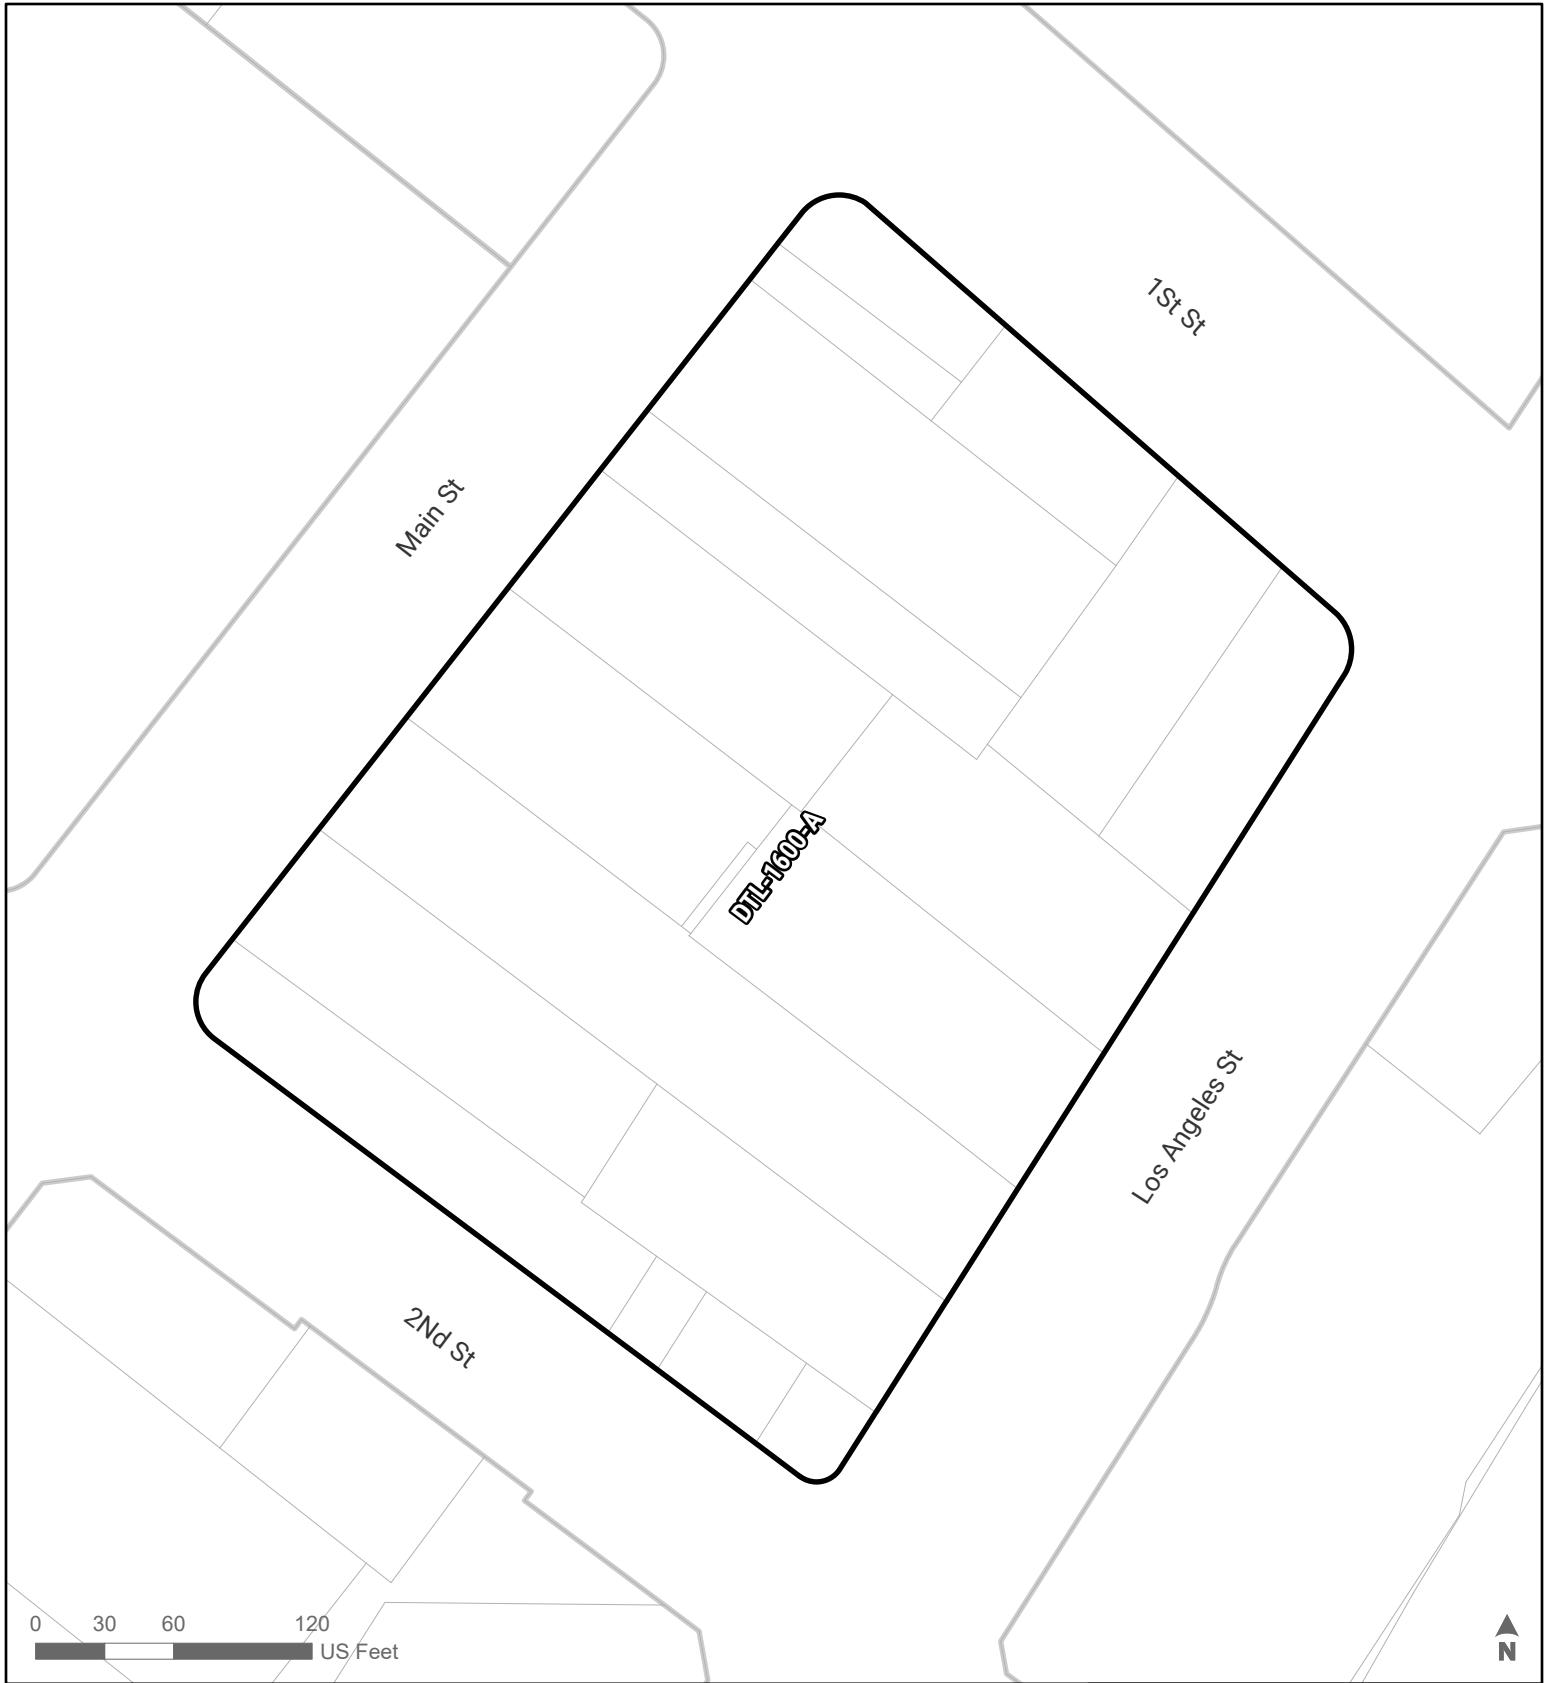 1St St
Main St
DTL-1600-A
Los Angeles St
2Nd St
0 30 60 120
US Feet
N